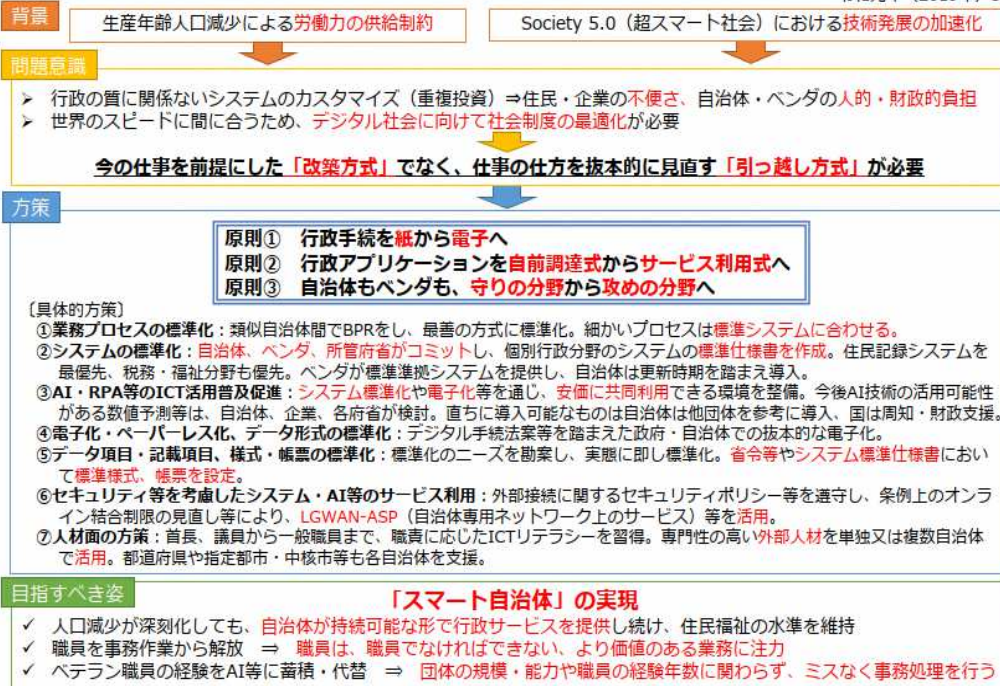 背景
生産年齢人口減少による労働力の供給制約
Society 5.0(超スマート社会)における技術発展の加速化
問題意識
➢ 行政の質に関係ないシステムのカスタマイズ(重複投資)⇒住民・企業の不便さ、自治体・ベンダの人的・財政的負担
➢ 世界のスピードに間に合うため、デジタル社会に向けて社会制度の最適化が必要
今の仕事を前提にした「改築方式」でなく、仕事の仕方を抜本的に見直す「引っ越し方式」が必要
方策
原則① 行政手続を紙から電子へ
原則② 行政アプリケーションを自前調達式からサービス利用式へ
原則③ 自治体もベンダも、守りの分野から攻めの分野へ
〔具体的方策〕
①業務プロセスの標準化:類似自治体間でBPRをし、最善の方式に標準化。細かいプロセスは標準システムに合わせる。
②システムの標準化:自治体、ベンダ、所管府省がコミットし、個別行政分野のシステムの標準仕様書を作成。住民記録システムを
最優先、税務・福祉分野も優先。ベンダが標準準拠システムを提供し、自治体は更新時期を踏まえ導入。
③AI・RPA等のICT活用普及促進:システム標準化や電子化等を通じ、安価に共同利用できる環境を整備。今後AI技術の活用可能性
がある数値予測等は、自治体、企業、各府省が検討。直ちに導入可能なものは自治体は他団体を参考に導入、国は周知・財政支援。
④電子化・ペーパーレス化、データ形式の標準化:デジタル手続法案等を踏まえた政府・自治体での抜本的な電子化。
⑤データ項目・記載項目、様式・帳票の標準化:標準化のニーズを勘案し、実態に即し標準化。省令等やシステム標準仕様書におい
て標準様式、帳票を設定。
⑥セキュリティ等を考慮したシステム・AI等のサービス利用:外部接続に関するセキュリティポリシー等を遵守し、条例上のオンラ
イン結合制限の見直し等により、LGWAN-ASP(自治体専用ネットワーク上のサービス)等を活用。
⑦人材面の方策:首長、議員から一般職員まで、職責に応じたICTリテラシーを習得。専門性の高い外部人材を単独又は複数自治体
で活用。都道府県や指定都市・中核市等も各自治体を支援。
目指すべき姿
「スマート自治体」の実現
✓ 人口減少が深刻化しても、自治体が持続可能な形で行政サービスを提供し続け、住民福祉の水準を維持
✓ 職員を事務作業から解放 ⇒ 職員は、職員でなければできない、より価値のある業務に注力
✓ ベテラン職員の経験をAI等に蓄積・代替 ⇒ 団体の規模・能力や職員の経験年数に関わらず、ミスなく事務処理を行う